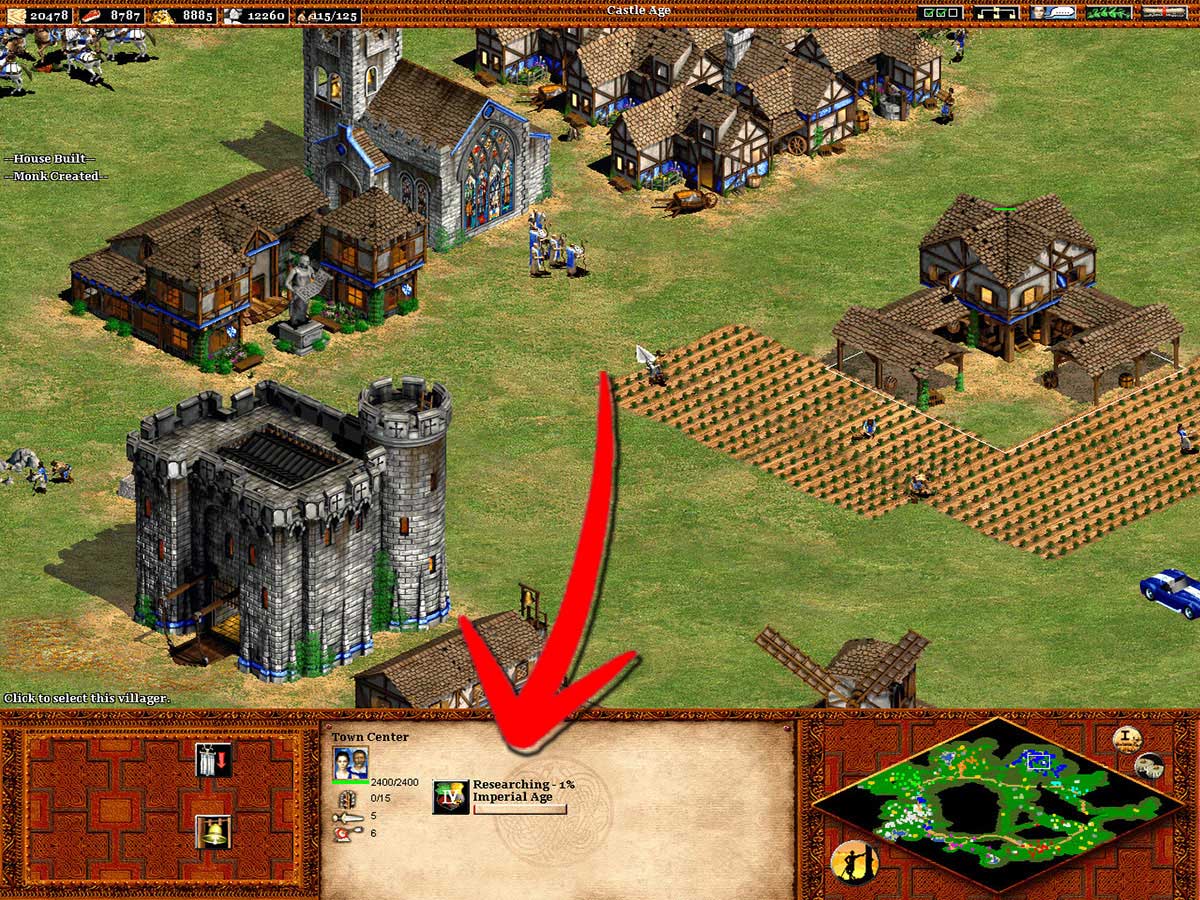 20478 8787 8885 12260 115/125
Castle Age
--House Built--
--Monk Created--
Click to select this villager.
Town Center
2400/2400
0/15
5
6
Researching - 1%
Imperial Age
IV
I